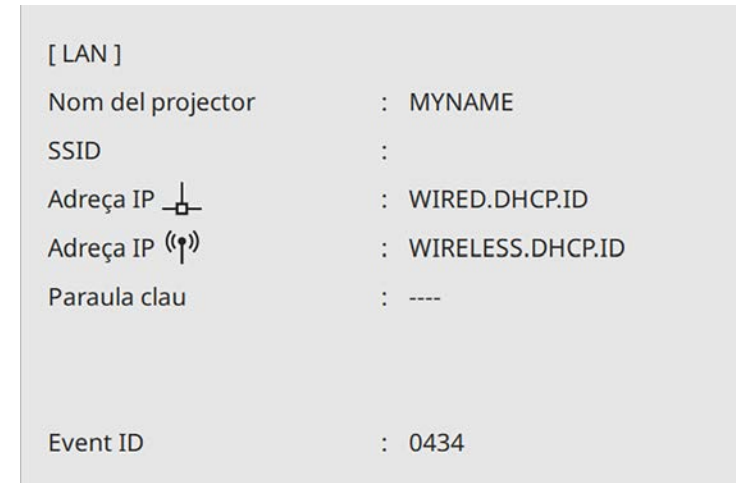 [ LAN ]
Nom del projector : MYNAME
SSID :
Adreça IP : WIRED.DHCP.ID
Adreça IP : WIRELESS.DHCP.ID
Paraula clau : ----
Event ID : 0434